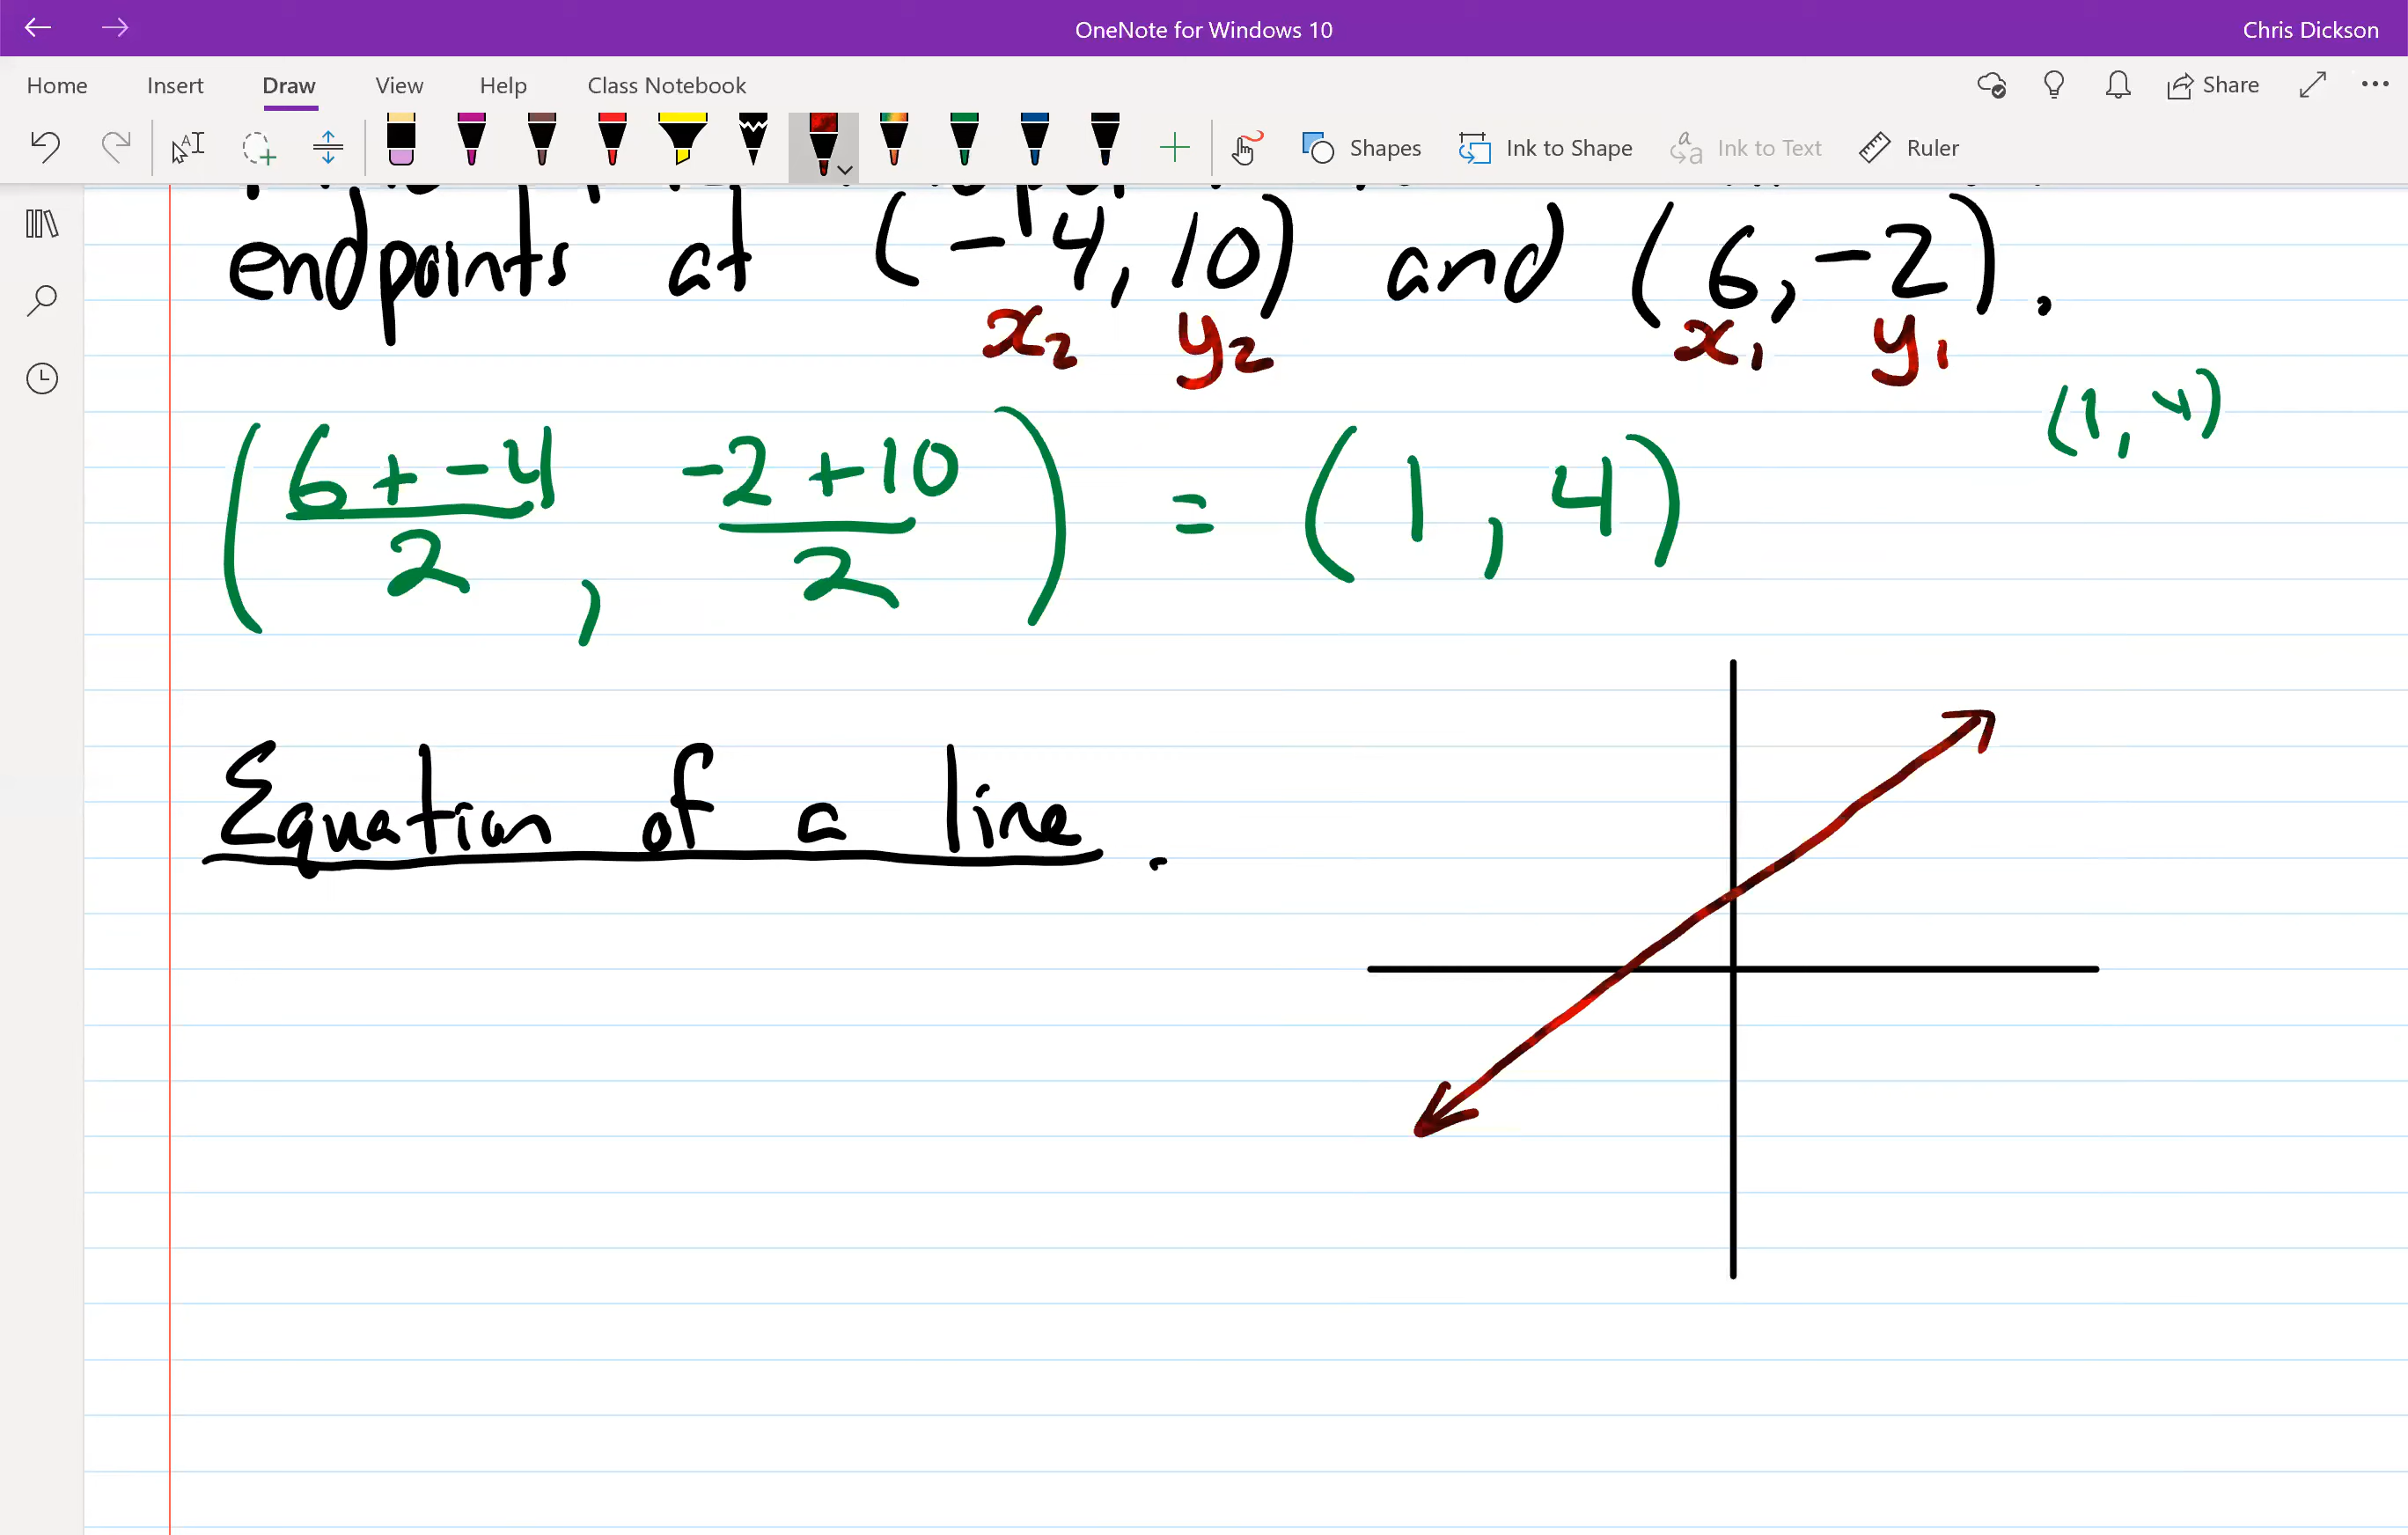 OneNote for Windows 10
Chris Dickson
Home Insert Draw View Help Class Notebook Share
Shapes Ink to Shape Ink to Text Ruler
endpoints at (-4, 10) and (6, -2).
x₂ y₂ x₁ y₁
(1, 4)
(6 + -4 / 2, -2 + 10 / 2) = (1, 4)
Equation of a line.